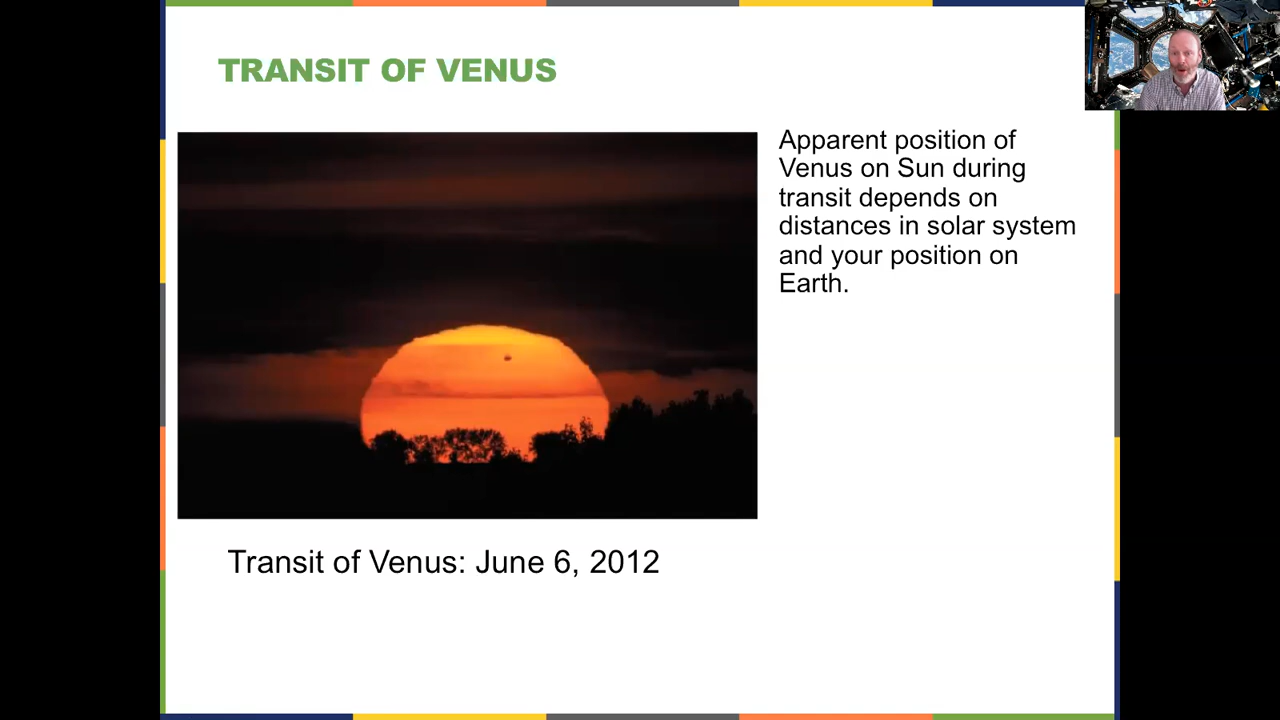 TRANSIT OF VENUS
Apparent position of
Venus on Sun during
transit depends on
distances in solar system
and your position on
Earth.
Transit of Venus: June 6, 2012